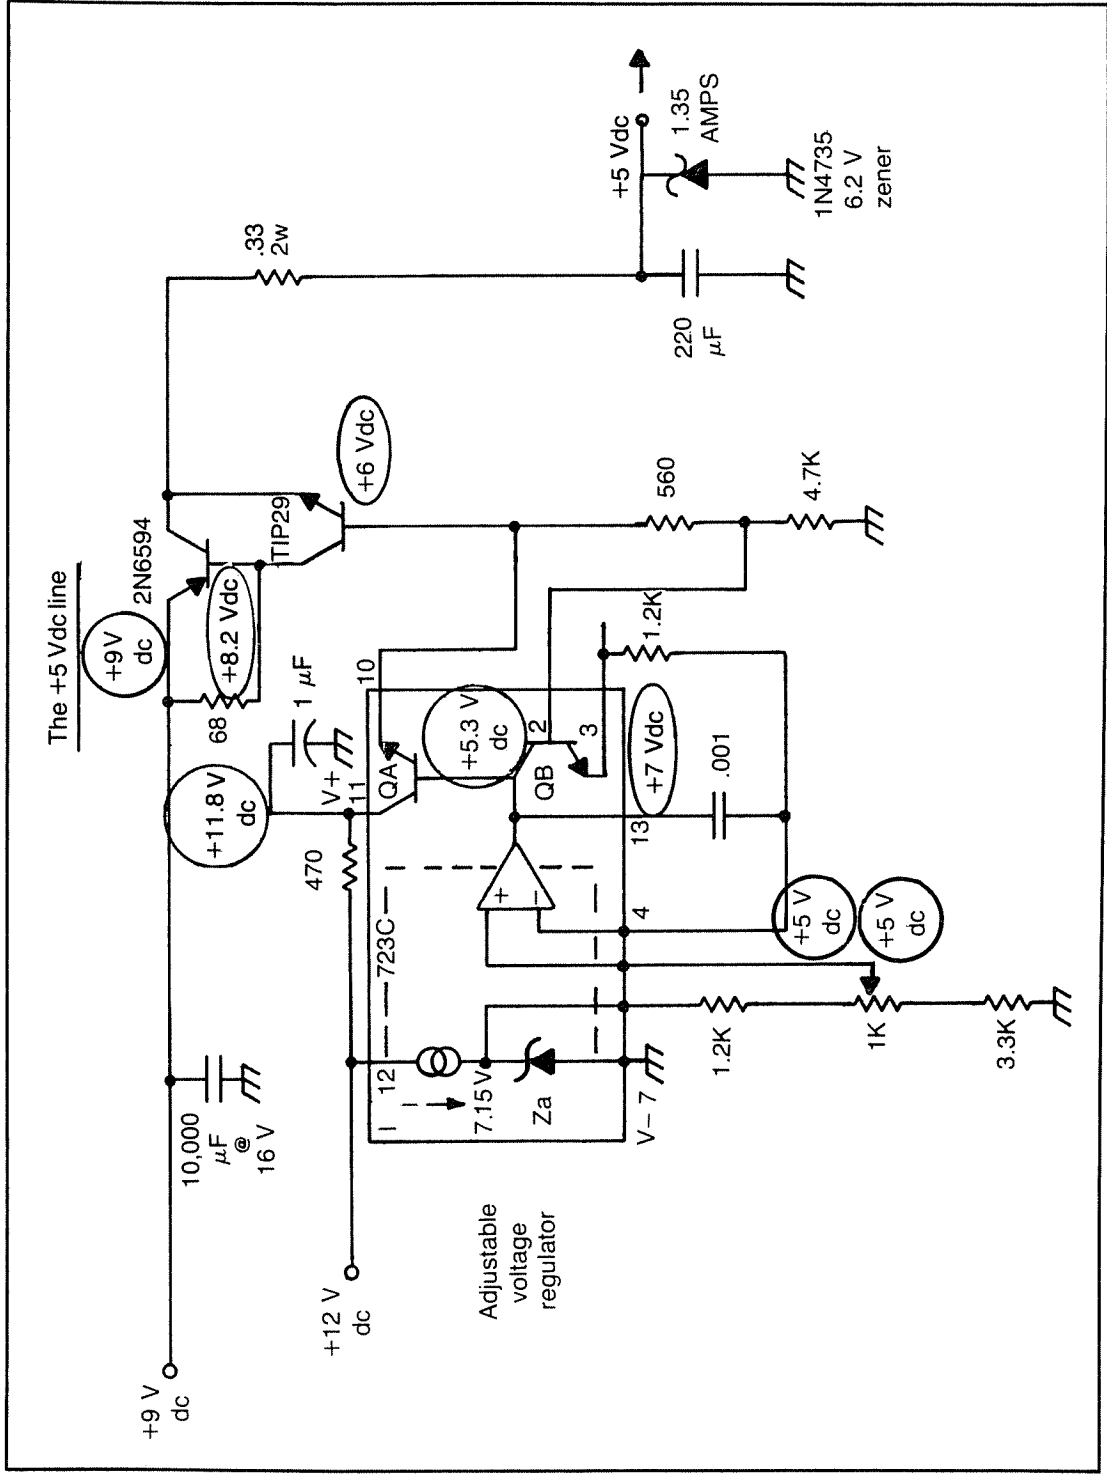 The +5 Vdc line
+9 V
dc
10,000
µF
@
16 V
+11.8 V
dc
+9 V
dc
2N6594
68
+8.2 Vdc
1 µF
TIP29
+6 Vdc
.33
2w
+12 V
dc
470
V+
11
10
12
723C
I
7.15 V
Za
QA
+5.3 V
dc
QB
2
3
+
−
Adjustable
voltage
regulator
V− 7
4
13
+7 Vdc
.001
1.2K
560
4.7K
1.2K
1K
3.3K
+5 V
dc
+5 V
dc
220
µF
+5 Vdc
1.35
AMPS
1N4735
6.2 V
zener